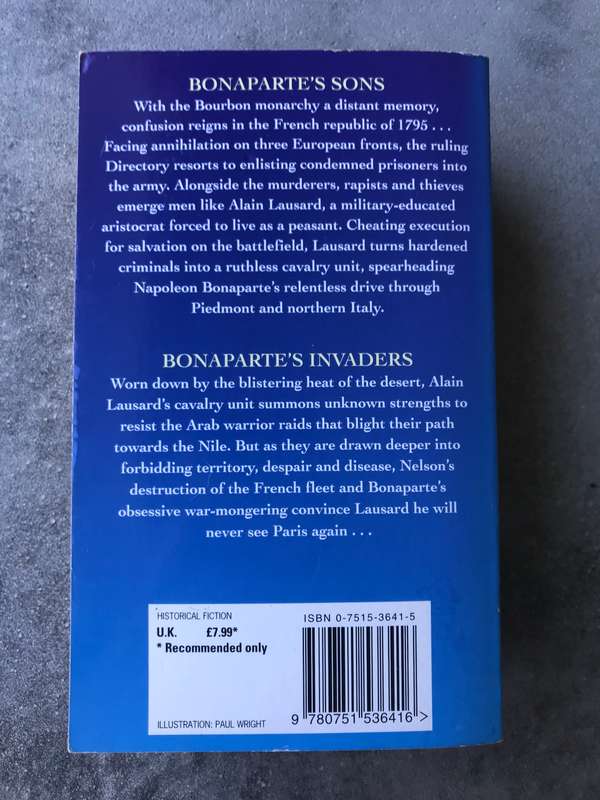 BONAPARTE'S SONS
With the Bourbon monarchy a distant memory,
confusion reigns in the French republic of 1795 . . .
Facing annihilation on three European fronts, the ruling
Directory resorts to enlisting condemned prisoners into
the army. Alongside the murderers, rapists and thieves
emerge men like Alain Lausard, a military-educated
aristocrat forced to live as a peasant. Cheating execution
for salvation on the battlefield, Lausard turns hardened
criminals into a ruthless cavalry unit, spearheading
Napoleon Bonaparte's relentless drive through
Piedmont and northern Italy.
BONAPARTE'S INVADERS
Worn down by the blistering heat of the desert, Alain
Lausard's cavalry unit summons unknown strengths to
resist the Arab warrior raids that blight their path
towards the Nile. But as they are drawn deeper into
forbidding territory, despair and disease, Nelson's
destruction of the French fleet and Bonaparte's
obsessive war-mongering convince Lausard he will
never see Paris again . . .
HISTORICAL FICTION
U.K. £7.99*
* Recommended only
ILLUSTRATION: PAUL WRIGHT
ISBN 0-7515-3641-5
9 780751 536416 >